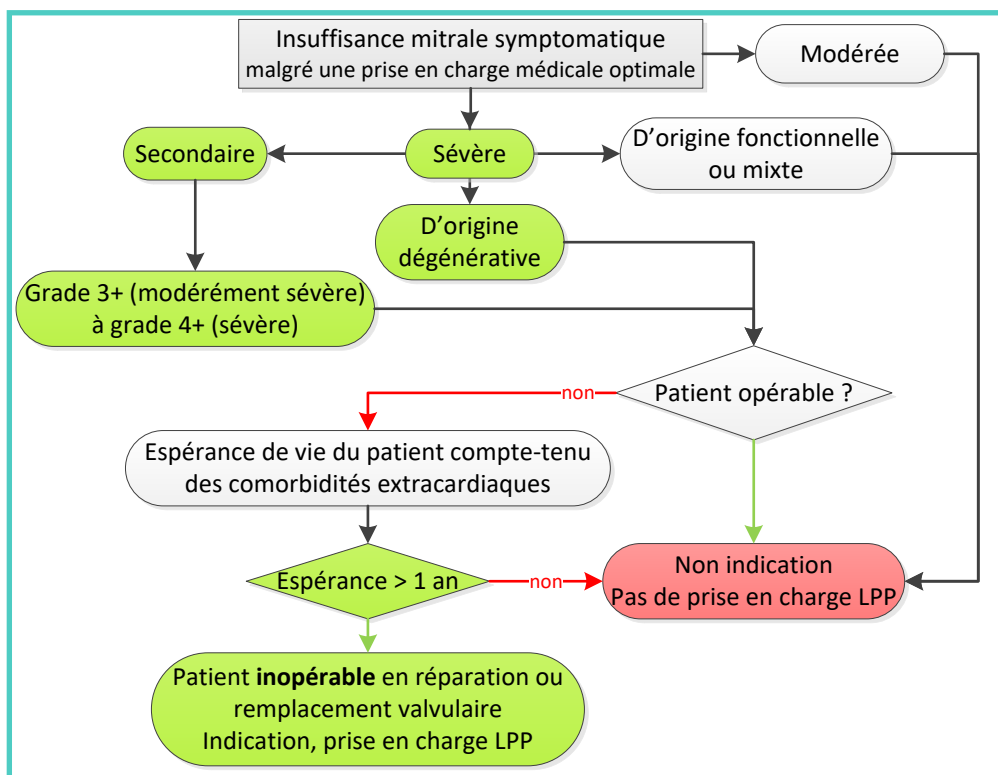 Insuffisance mitrale symptomatique
malgré une prise en charge médicale optimale
Modérée
Secondaire
Sévère
D'origine fonctionnelle
ou mixte
D'origine
dégénérative
Grade 3+ (modérément sévère)
à grade 4+ (sévère)
Patient opérable ?
non
Espérance de vie du patient compte-tenu
des comorbidités extracardiaques
Espérance > 1 an
non
Non indication
Pas de prise en charge LPP
Patient inopérable en réparation ou
remplacement valvulaire
Indication, prise en charge LPP